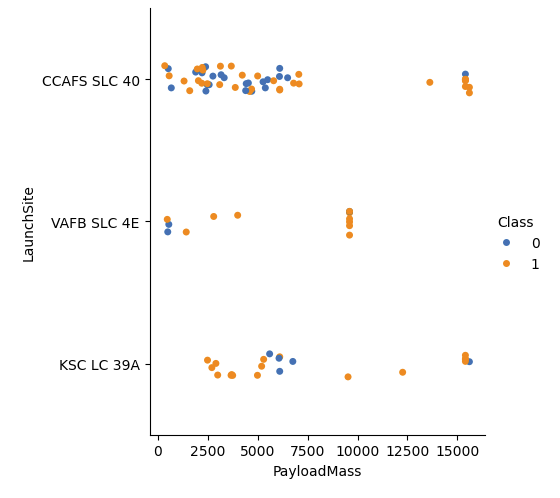 CCAFS SLC 40
VAFB SLC 4E
KSC LC 39A
LaunchSite
0
2500
5000
7500
10000
12500
15000
PayloadMass
Class
0
1